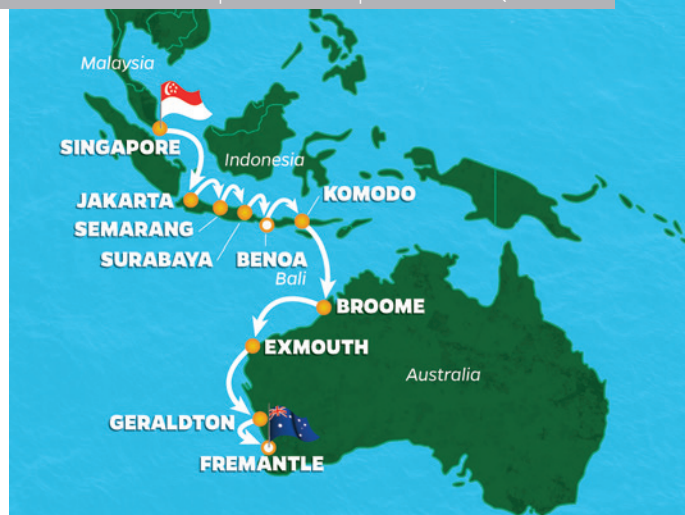 Malaysia
SINGAPORE
Indonesia
JAKARTA
KOMODO
SEMARANG
SURABAYA
BENOA
Bali
BROOME
EXMOUTH
Australia
GERALDTON
FREMANTLE